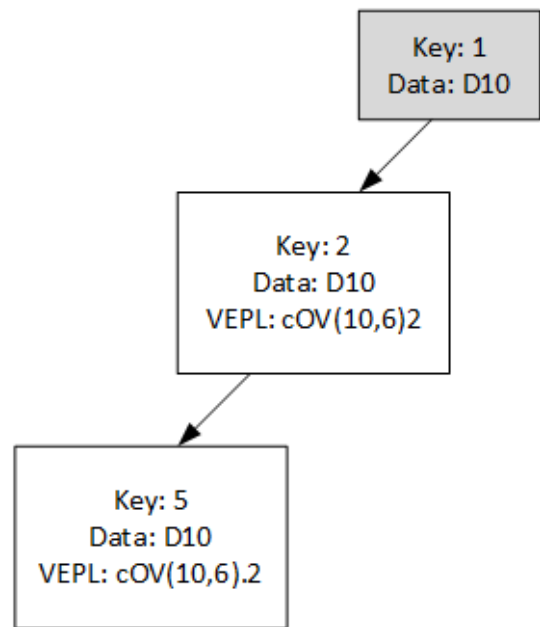 Key: 1
Data: D10
Key: 2
Data: D10
VEPL: cOV(10,6)2
Key: 5
Data: D10
VEPL: cOV(10,6).2